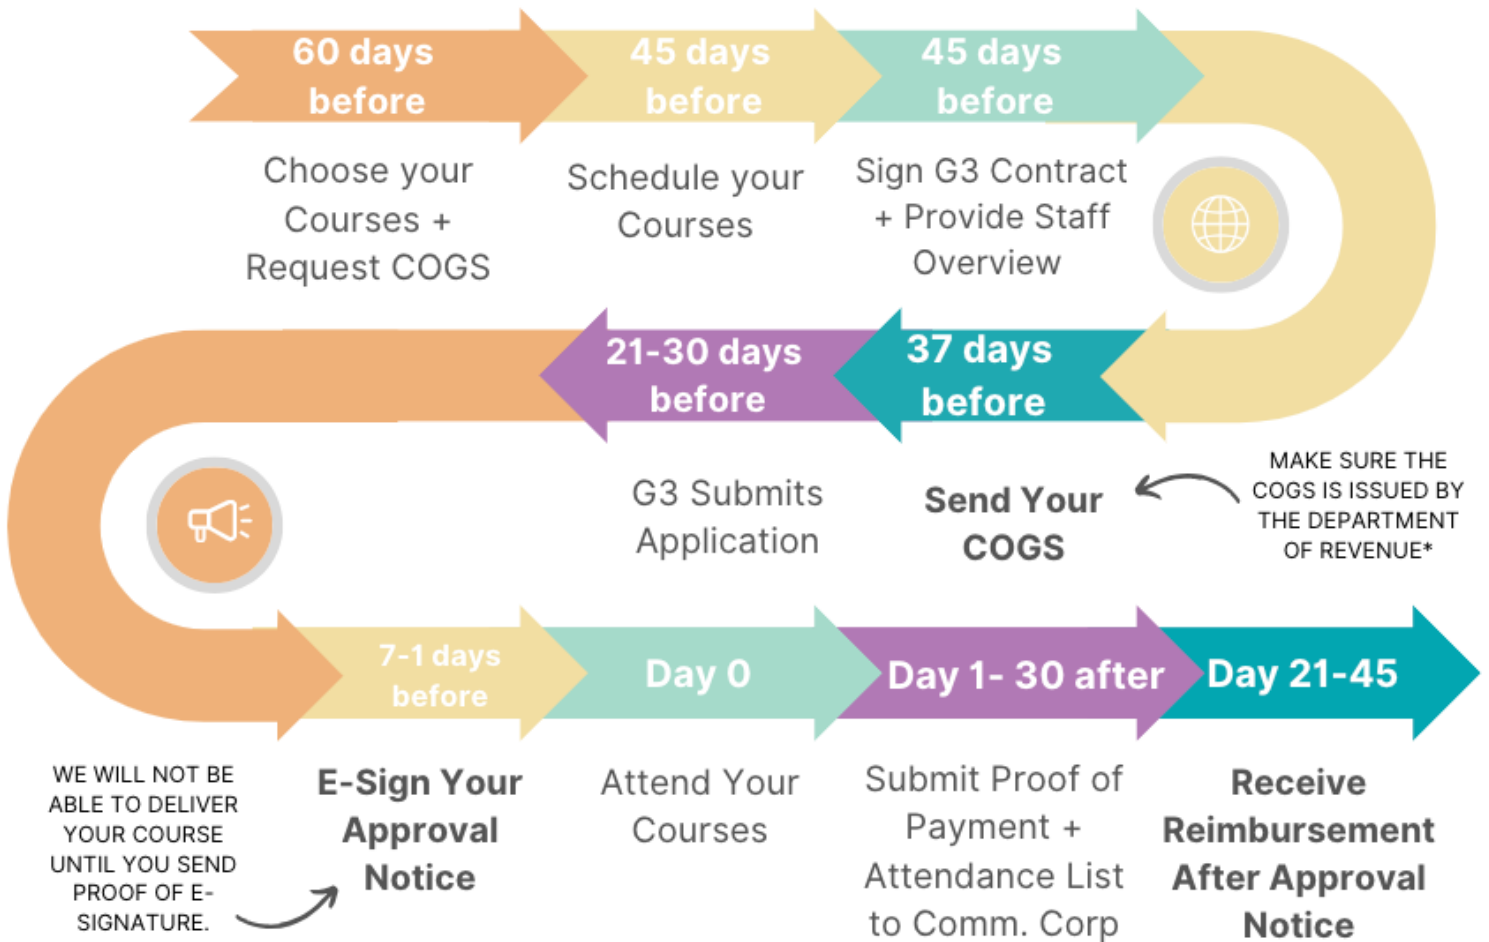 60 days
before
45 days
before
45 days
before
Choose your
Courses +
Request COGS
Schedule your
Courses
Sign G3 Contract
+ Provide Staff
Overview
21-30 days
before
37 days
before
G3 Submits
Application
Send Your
COGS
MAKE SURE THE
COGS IS ISSUED BY
THE DEPARTMENT
OF REVENUE*
7-1 days
before
Day 0
Day 1- 30 after
Day 21-45
WE WILL NOT BE
ABLE TO DELIVER
YOUR COURSE
UNTIL YOU SEND
PROOF OF E-
SIGNATURE.
E-Sign Your
Approval
Notice
Attend Your
Courses
Submit Proof of
Payment +
Attendance List
to Comm. Corp
Receive
Reimbursement
After Approval
Notice